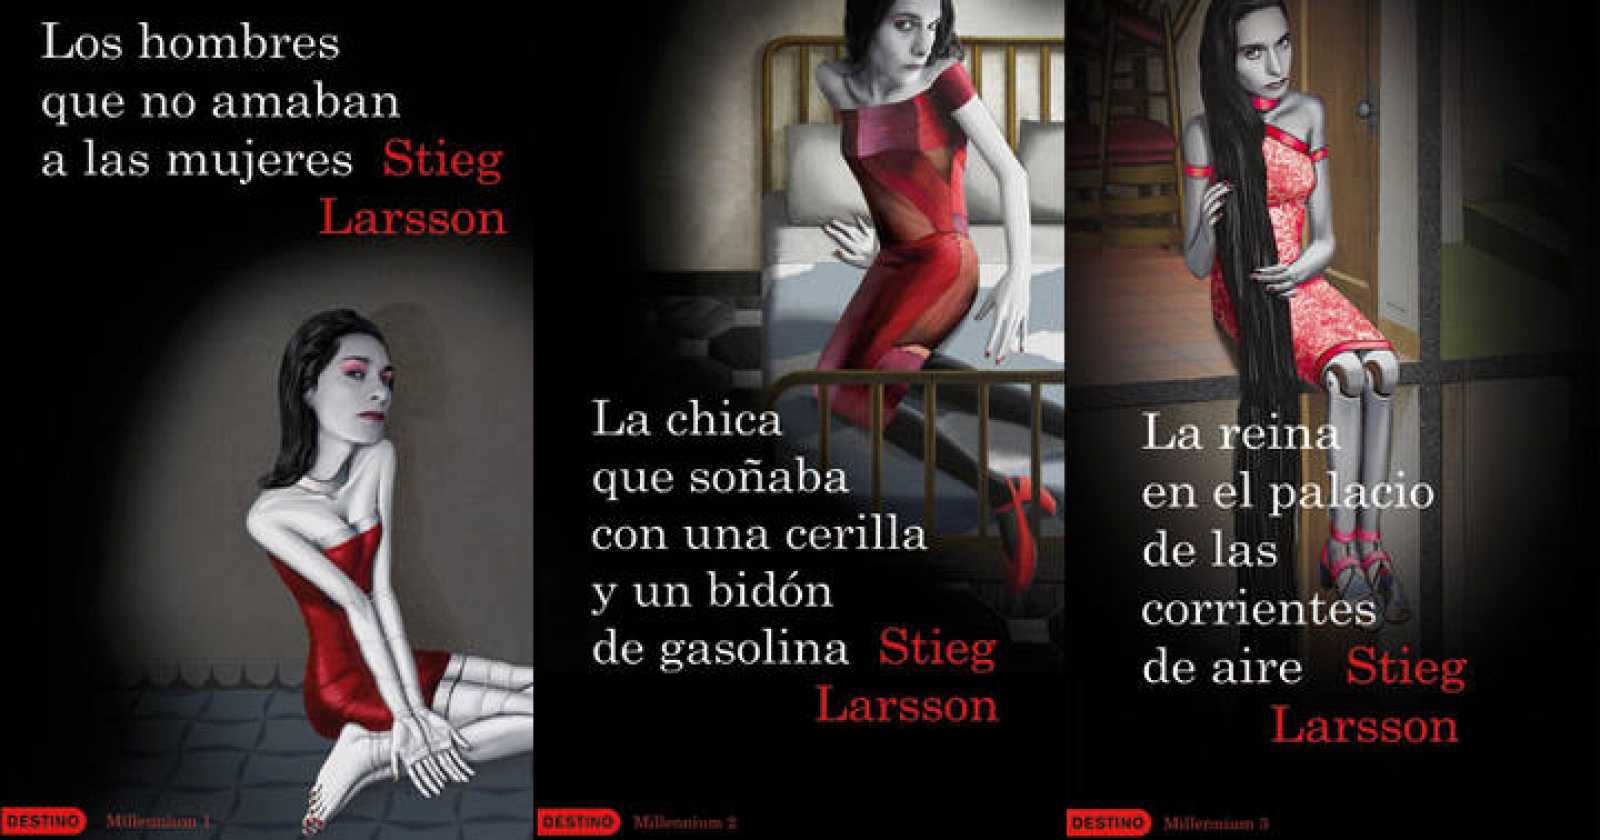 Los hombres
que no amaban
a las mujeres Stieg
Larsson
DESTINO Millennium 1
La chica
que soñaba
con una cerilla
y un bidón
de gasolina Stieg
Larsson
DESTINO Millennium 2
La reina
en el palacio
de las
corrientes
de aire Stieg
Larsson
DESTINO Millennium 3